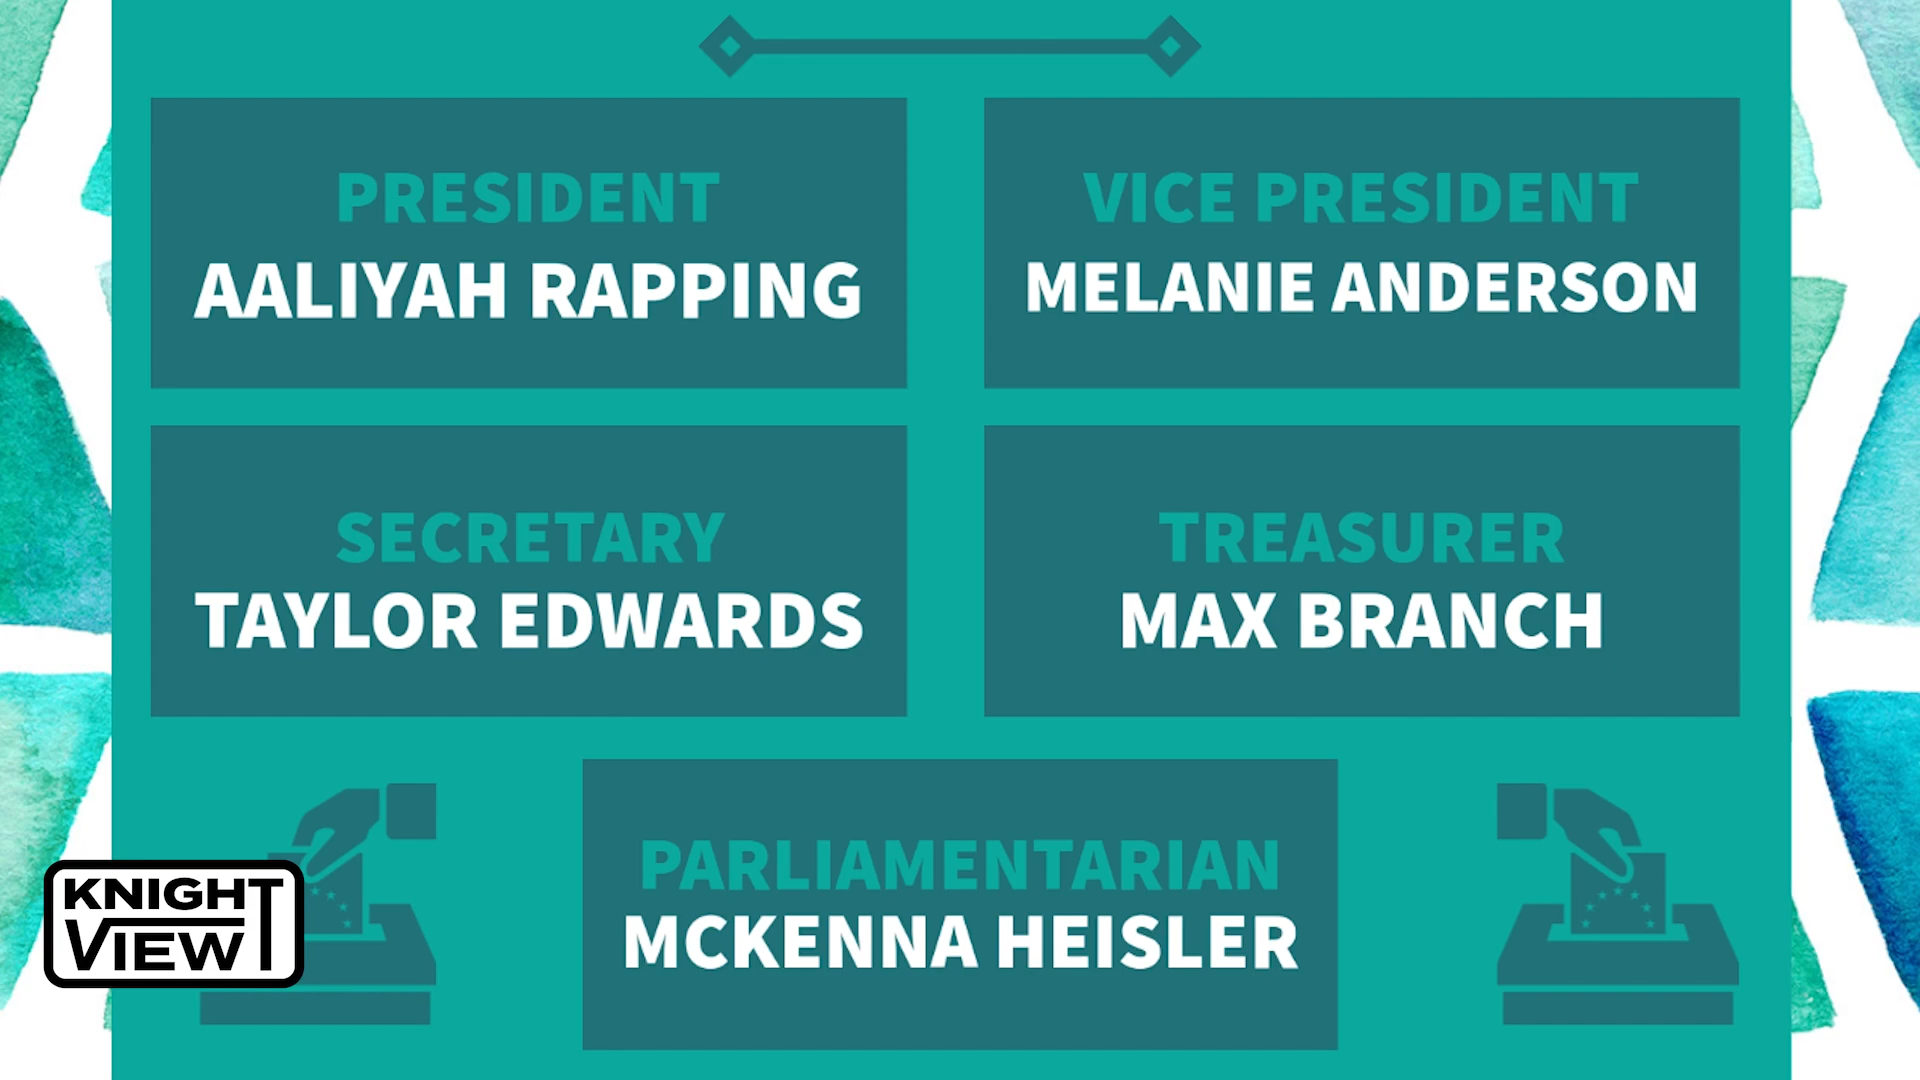 PRESIDENT
AALIYAH RAPPING
VICE PRESIDENT
MELANIE ANDERSON
SECRETARY
TAYLOR EDWARDS
TREASURER
MAX BRANCH
PARLIAMENTARIAN
MCKENNA HEISLER
KNIGHT
VIEW